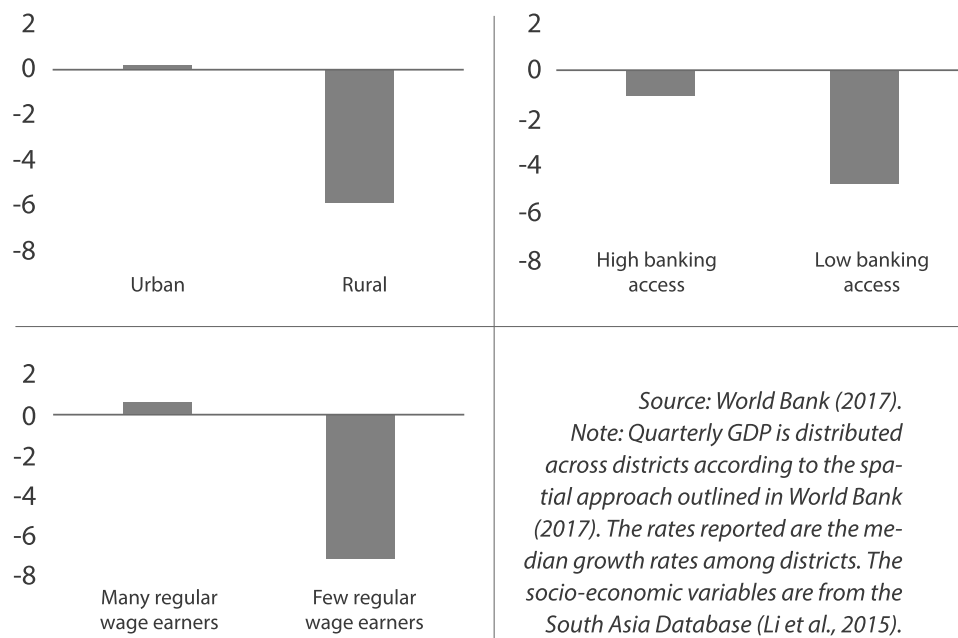 2
0
-2
-4
-6
-8
Urban
Rural
2
0
-2
-4
-6
-8
High banking
access
Low banking
access
2
0
-2
-4
-6
-8
Many regular
wage earners
Few regular
wage earners
Source: World Bank (2017).
Note: Quarterly GDP is distributed
across districts according to the spa-
tial approach outlined in World Bank
(2017). The rates reported are the me-
dian growth rates among districts. The
socio-economic variables are from the
South Asia Database (Li et al., 2015).